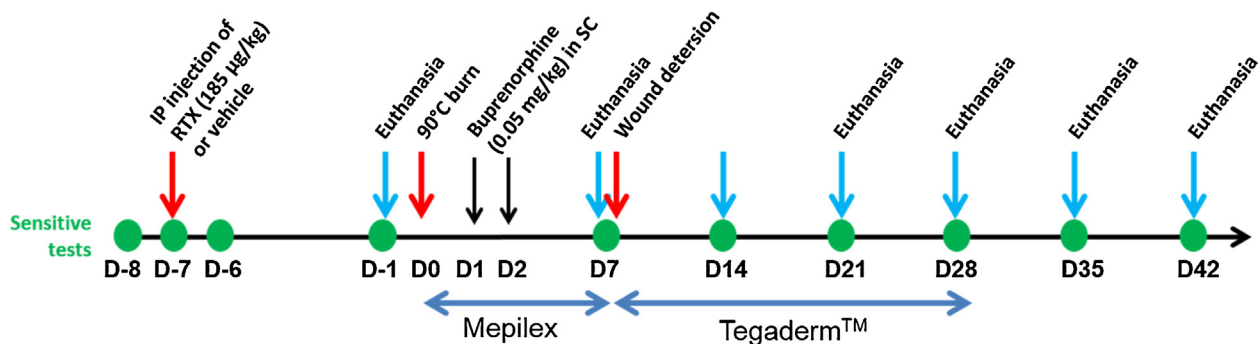 IP injection of
RTX (185 µg/kg)
or vehicle
Euthanasia
90°C burn
Buprenorphine
(0.05 mg/kg) in SC
Euthanasia
Wound detersion
Euthanasia
Euthanasia
Euthanasia
Euthanasia
Sensitive
tests
D-8 D-7 D-6 D-1 D0 D1 D2 D7 D14 D21 D28 D35 D42
Mepilex Tegaderm™